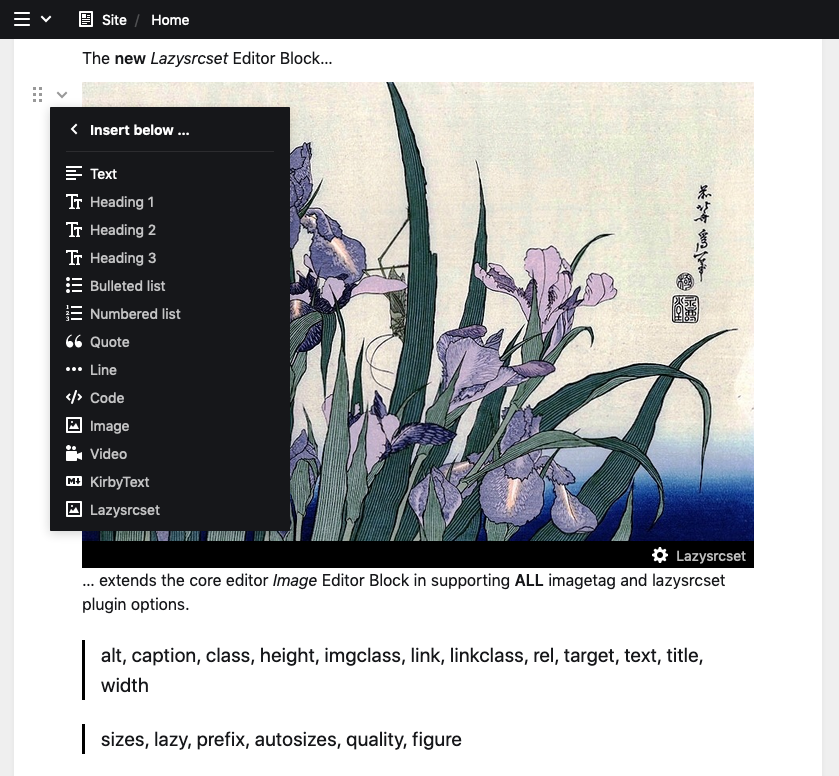 Site / Home
The new Lazysrcset Editor Block...
Insert below ...
Text
Heading 1
Heading 2
Heading 3
Bulleted list
Numbered list
Quote
Line
Code
Image
Video
KirbyText
Lazysrcset
Lazysrcset
... extends the core editor Image Editor Block in supporting ALL imagetag and lazysrcset
plugin options.
alt, caption, class, height, imgclass, link, linkclass, rel, target, text, title,
width
sizes, lazy, prefix, autosizes, quality, figure